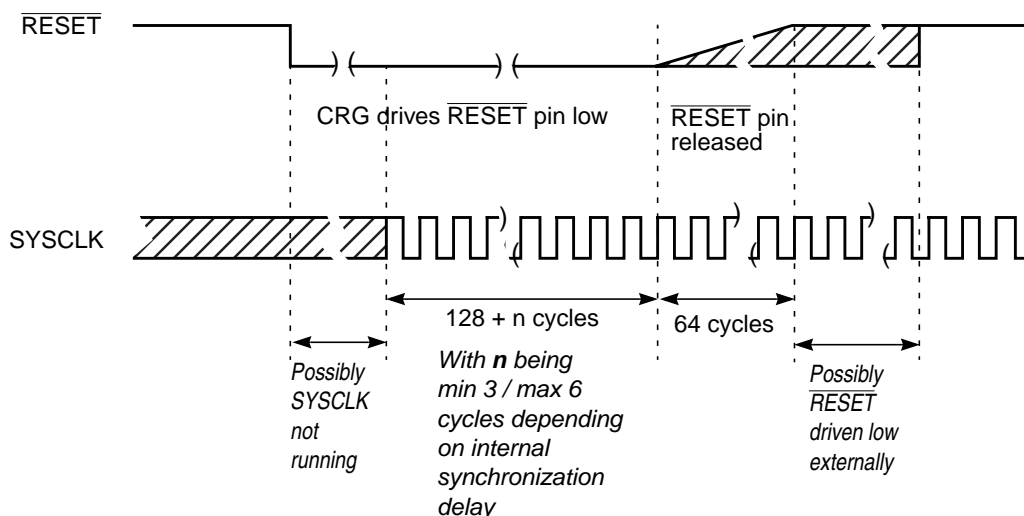 RESET
CRG drives RESET pin low
RESET pin
released
SYSCLK
128 + n cycles
64 cycles
Possibly
SYSCLK
not
running
With n being
min 3 / max 6
cycles depending
on internal
synchronization
delay
Possibly
RESET
driven low
externally